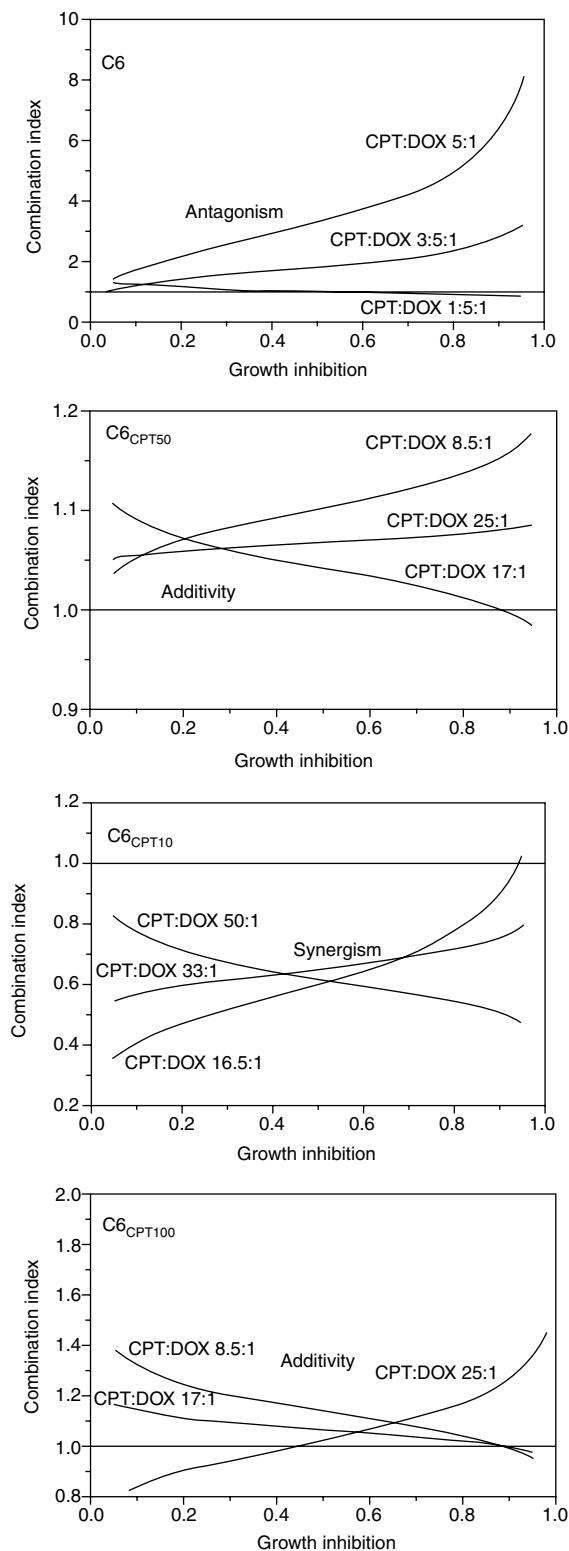 10
C6
8
CPT:DOX 5:1
6
Combination index
4
Antagonism
CPT:DOX 3:5:1
2
CPT:DOX 1:5:1
0
0.0 0.2 0.4 0.6 0.8 1.0
Growth inhibition
1.2
C6CPT50
CPT:DOX 8.5:1
1.1
CPT:DOX 25:1
Combination index
CPT:DOX 17:1
Additivity
1.0
0.9
0.0 0.2 0.4 0.6 0.8 1.0
Growth inhibition
1.2
C6CPT10
1.0
CPT:DOX 50:1
0.8
Synergism
Combination index
CPT:DOX 33:1
0.6
0.4
CPT:DOX 16.5:1
0.2
0.0 0.2 0.4 0.6 0.8 1.0
Growth inhibition
2.0
C6CPT100
1.8
1.6
Combination index
1.4
CPT:DOX 8.5:1
Additivity
CPT:DOX 25:1
1.2
CPT:DOX 17:1
1.0
0.8
0.0 0.2 0.4 0.6 0.8 1.0
Growth inhibition